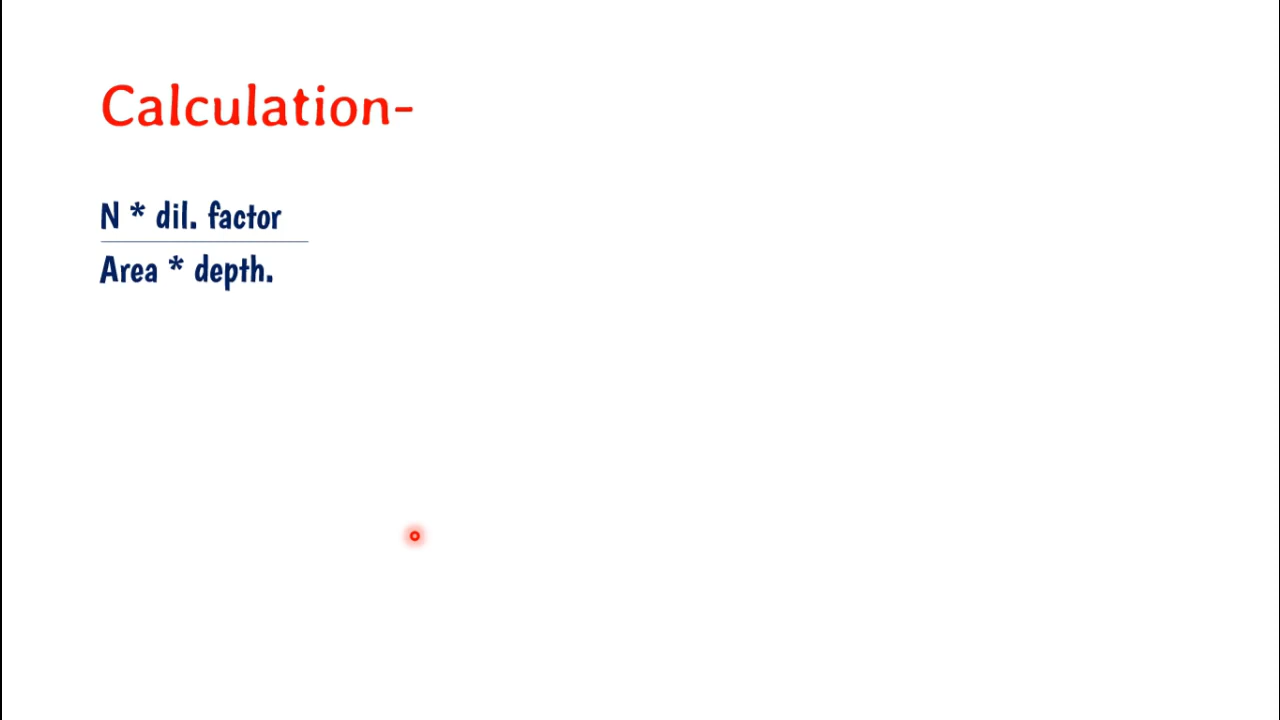 Calculation-
N * dil. factor
Area * depth.